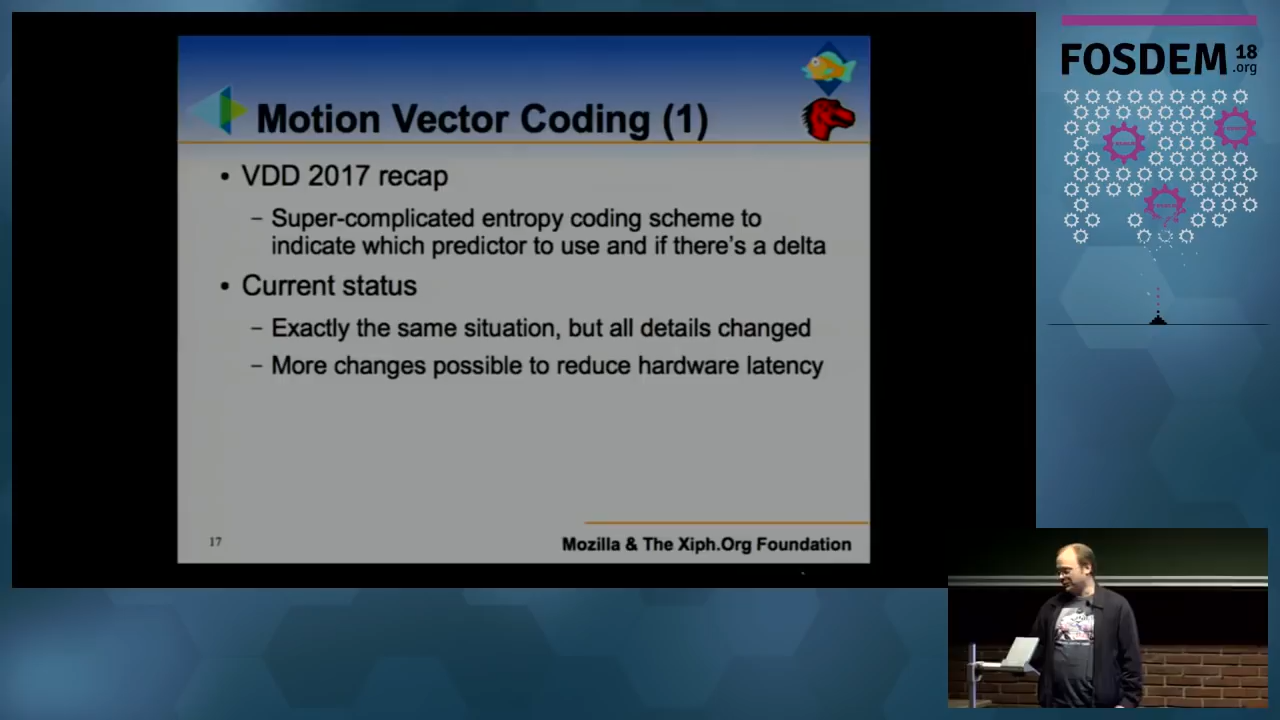 FOSDEM 18
.org
Motion Vector Coding (1)
• VDD 2017 recap
– Super-complicated entropy coding scheme to
indicate which predictor to use and if there's a delta
• Current status
– Exactly the same situation, but all details changed
– More changes possible to reduce hardware latency
17
Mozilla & The Xiph.Org Foundation